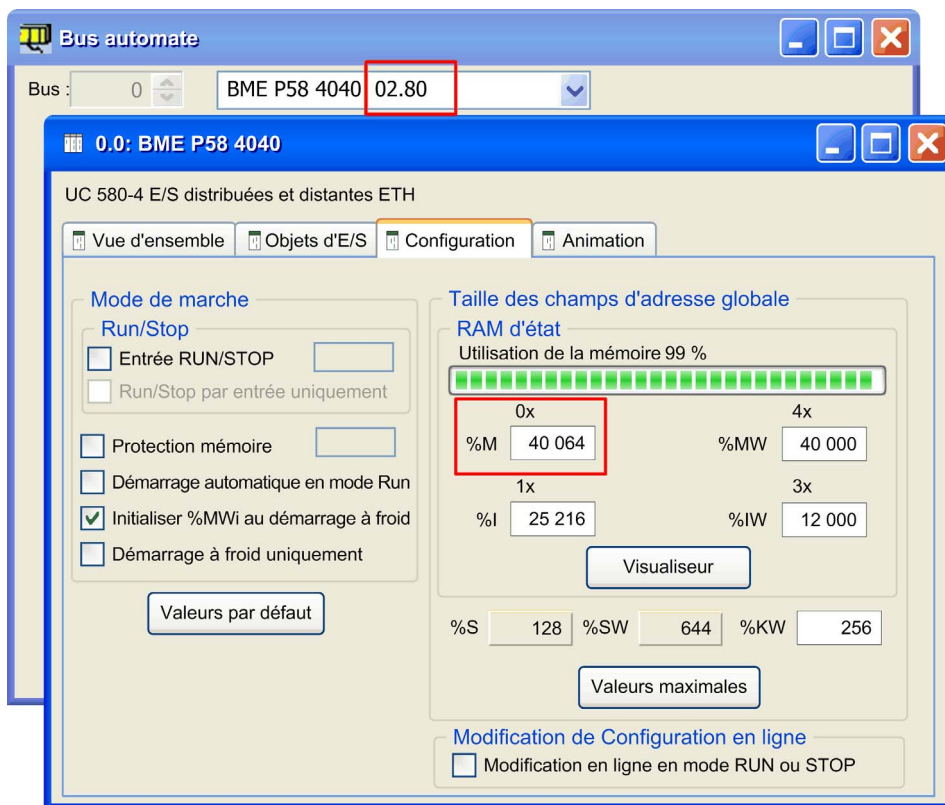 Bus automate
Bus : 0 BME P58 4040 02.80
0.0: BME P58 4040
UC 580-4 E/S distribuées et distantes ETH
Vue d'ensemble Objets d'E/S Configuration Animation
Mode de marche
Run/Stop
Entrée RUN/STOP
Run/Stop par entrée uniquement
Protection mémoire
Démarrage automatique en mode Run
Initialiser %MWi au démarrage à froid
Démarrage à froid uniquement
Valeurs par défaut
Taille des champs d'adresse globale
RAM d'état
Utilisation de la mémoire 99 %
0x 4x
%M 40 064 %MW 40 000
1x 3x
%I 25 216 %IW 12 000
Visualiseur
%S 128 %SW 644 %KW 256
Valeurs maximales
Modification de Configuration en ligne
Modification en ligne en mode RUN ou STOP